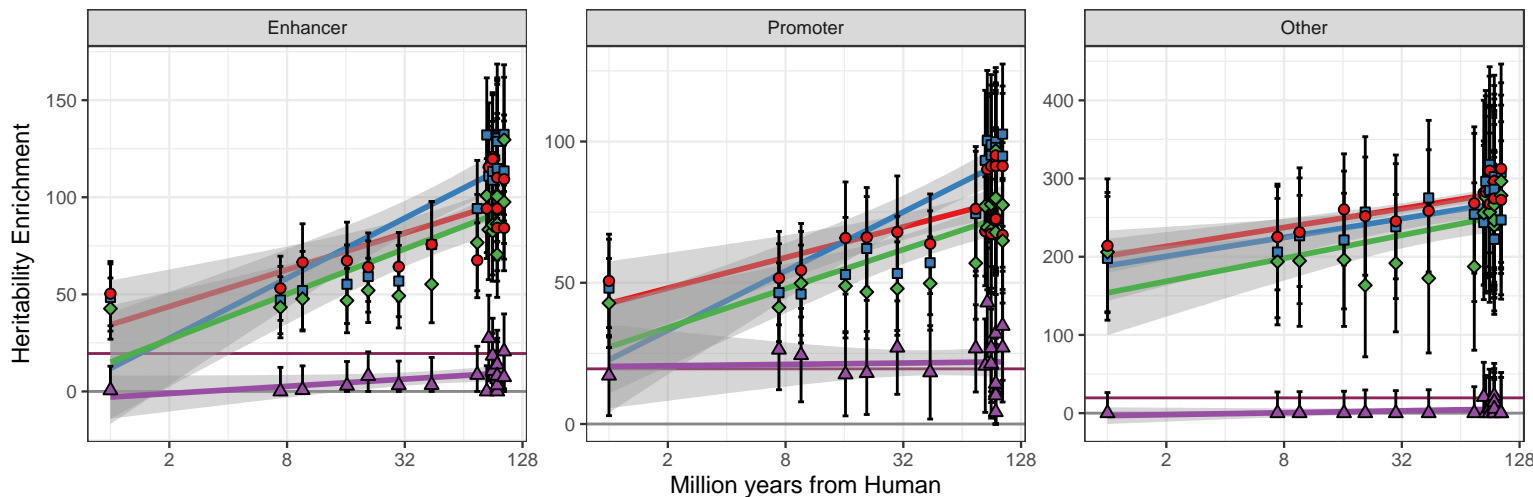 Enhancer
Promoter
Other
Heritability Enrichment
150
100
50
0
100
50
0
400
300
200
100
0
2 8 32 128
2 8 32 128
2 8 32 128
Million years from Human